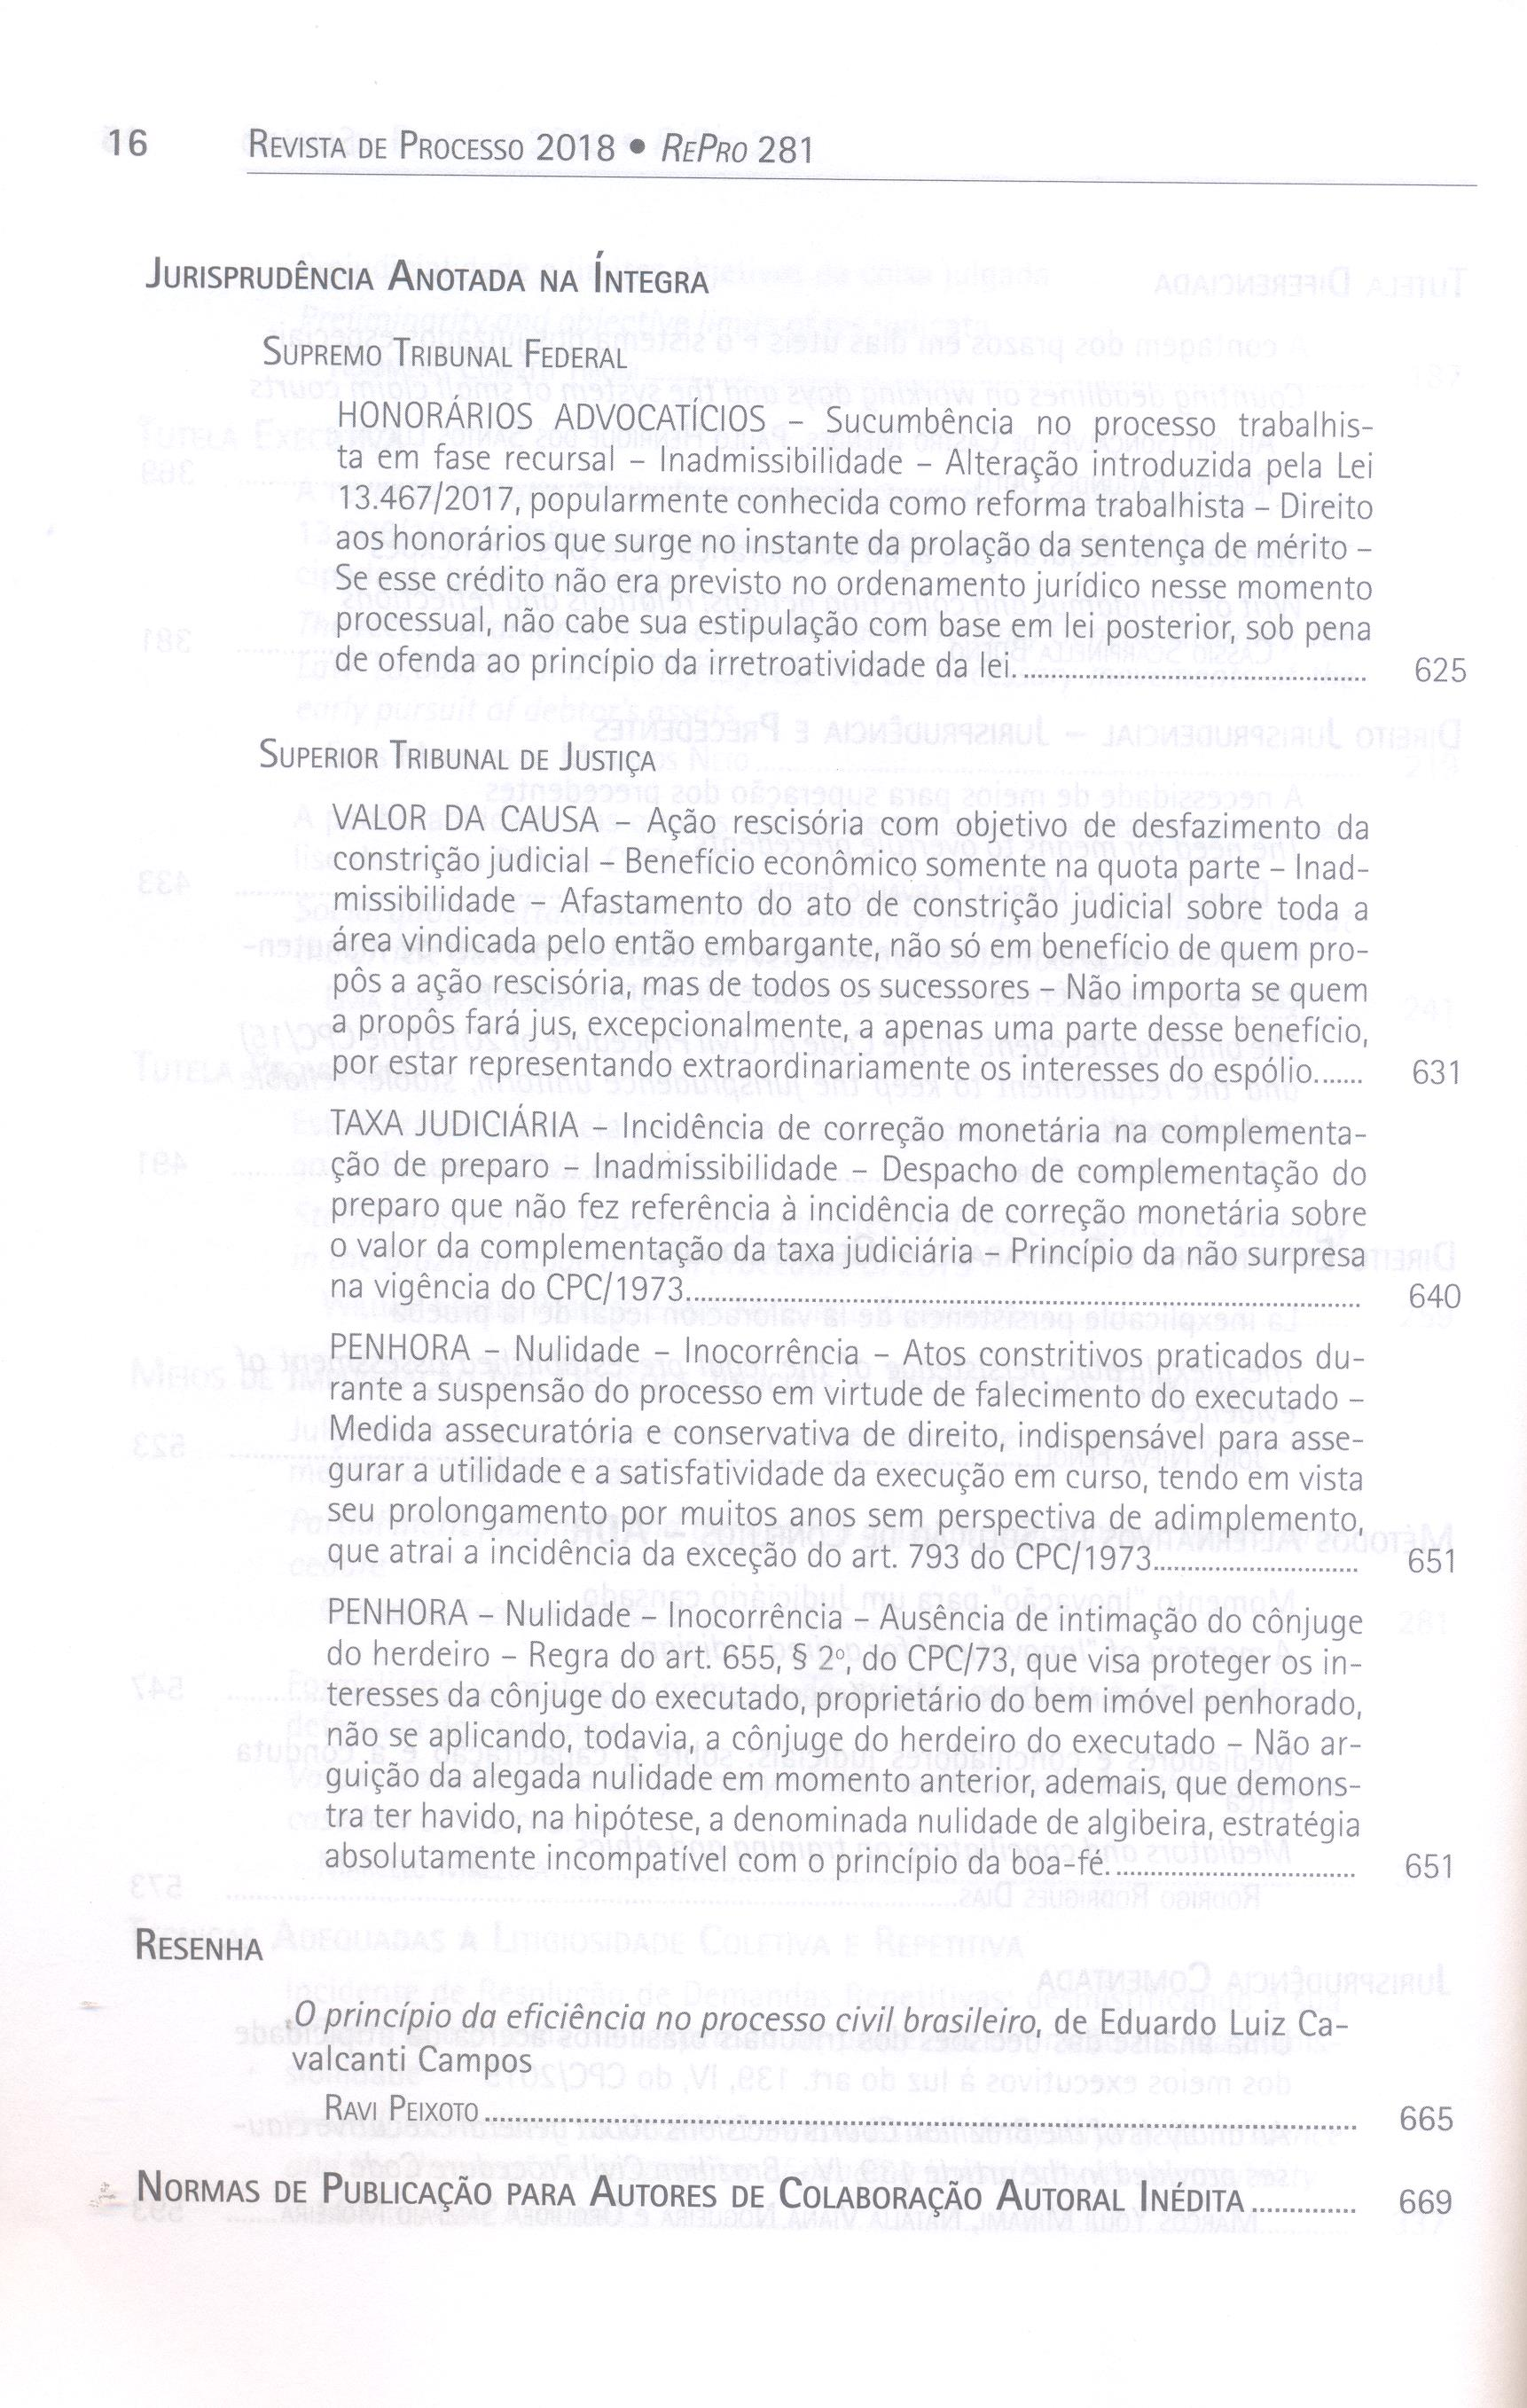 16 REVISTA DE PROCESSO 2018 • REPRO 281
JURISPRUDÊNCIA ANOTADA NA ÍNTEGRA
SUPREMO TRIBUNAL FEDERAL
HONORÁRIOS ADVOCATÍCIOS – Sucumbência no processo trabalhis-
ta em fase recursal – Inadmissibilidade – Alteração introduzida pela Lei
13.467/2017, popularmente conhecida como reforma trabalhista – Direito
aos honorários que surge no instante da prolação da sentença de mérito –
Se esse crédito não era previsto no ordenamento jurídico nesse momento
processual, não cabe sua estipulação com base em lei posterior, sob pena
de ofenda ao princípio da irretroatividade da lei. 625
SUPERIOR TRIBUNAL DE JUSTIÇA
VALOR DA CAUSA – Ação rescisória com objetivo de desfazimento da
constrição judicial – Benefício econômico somente na quota parte – Inad-
missibilidade – Afastamento do ato de constrição judicial sobre toda a
área vindicada pelo então embargante, não só em benefício de quem pro-
pôs a ação rescisória, mas de todos os sucessores – Não importa se quem
a propôs fará jus, excepcionalmente, a apenas uma parte desse benefício,
por estar representando extraordinariamente os interesses do espólio....... 631
TAXA JUDICIÁRIA – Incidência de correção monetária na complementa-
ção de preparo – Inadmissibilidade – Despacho de complementação do
preparo que não fez referência à incidência de correção monetária sobre
o valor da complementação da taxa judiciária – Princípio da não surprêsa
na vigência do CPC/1973. 640
PENHORA – Nulidade – Inocorrência – Atos constritivos praticados du-
rante a suspensão do processo em virtude de falecimento do executado –
Medida assecuratória e conservativa de direito, indispensável para asse-
gurar a utilidade e a satisfatividade da execução em curso, tendo em vista
seu prolongamento por muitos anos sem perspectiva de adimplemento,
que atrai a incidência da exceção do art. 793 do CPC/1973. 651
PENHORA – Nulidade – Inocorrência – Ausência de intimação do cônjuge
do herdeiro – Regra do art. 655, § 2º, do CPC/73, que visa proteger os in-
teresses da cônjuge do executado, proprietário do bem imóvel penhorado,
não se aplicando, todavia, a cônjuge do herdeiro do executado – Não ar-
guição da alegada nulidade em momento anterior, ademais, que demons-
tra ter havido, na hipótese, a denominada nulidade de algibeira, estratégia
absolutamente incompatível com o princípio da boa-fé. 651
RESENHA
O princípio da eficiência no processo civil brasileiro, de Eduardo Luiz Ca-
valcanti Campos
RAVI PEIXOTO 665
NORMAS DE PUBLICAÇÃO PARA AUTORES DE COLABORAÇÃO AUTORAL INÉDITA 669